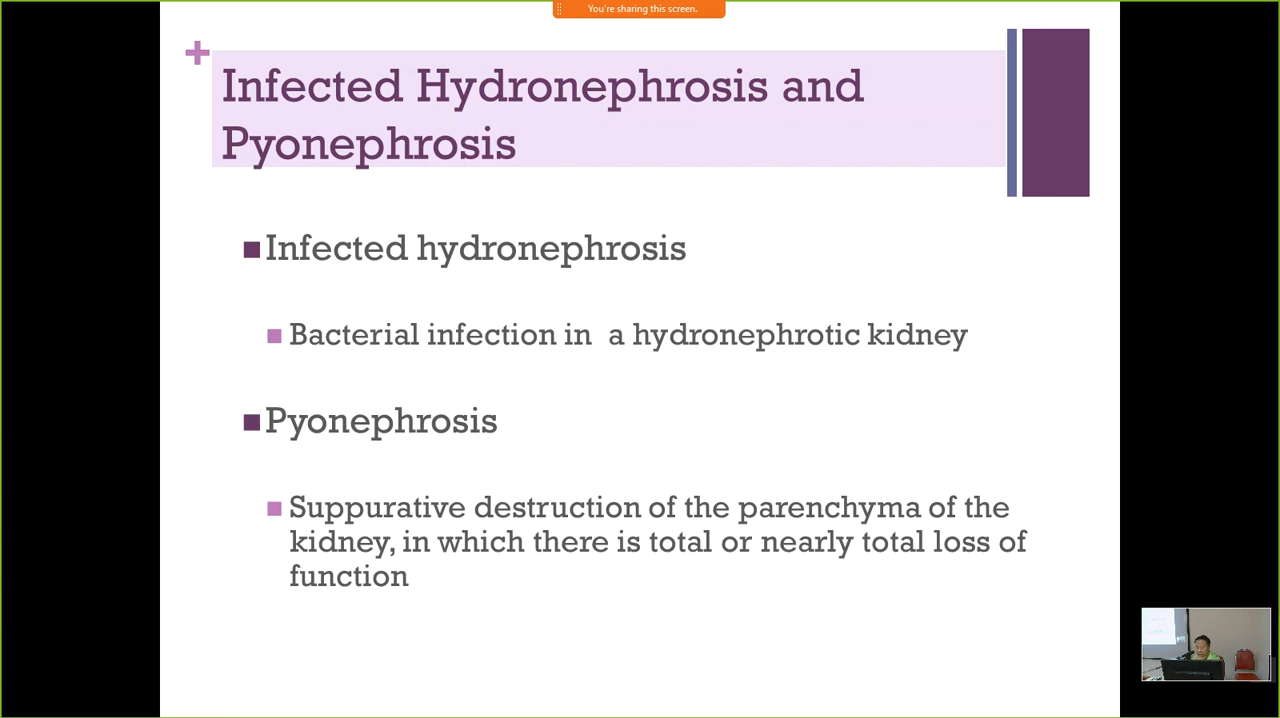 You're sharing this screen.
+
Infected Hydronephrosis and
Pyonephrosis
Infected hydronephrosis
Bacterial infection in  a hydronephrotic kidney
Pyonephrosis
Suppurative destruction of the parenchyma of the
kidney, in which there is total or nearly total loss of
function